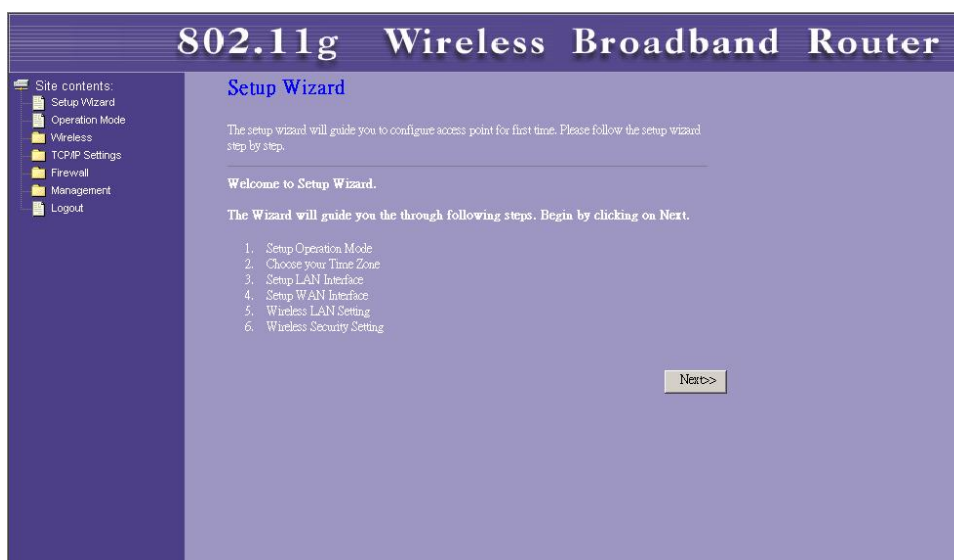 802.11g Wireless Broadband Router
Site contents:
Setup Wizard
Operation Mode
Wireless
TCP/IP Settings
Firewall
Management
Logout
Setup Wizard
The setup wizard will guide you to configure access point for first time. Please follow the setup wizard
step by step.
Welcome to Setup Wizard.
The Wizard will guide you the through following steps. Begin by clicking on Next.
1. Setup Operation Mode
2. Choose your Time Zone
3. Setup LAN Interface
4. Setup WAN Interface
5. Wireless LAN Setting
6. Wireless Security Setting
Next>>